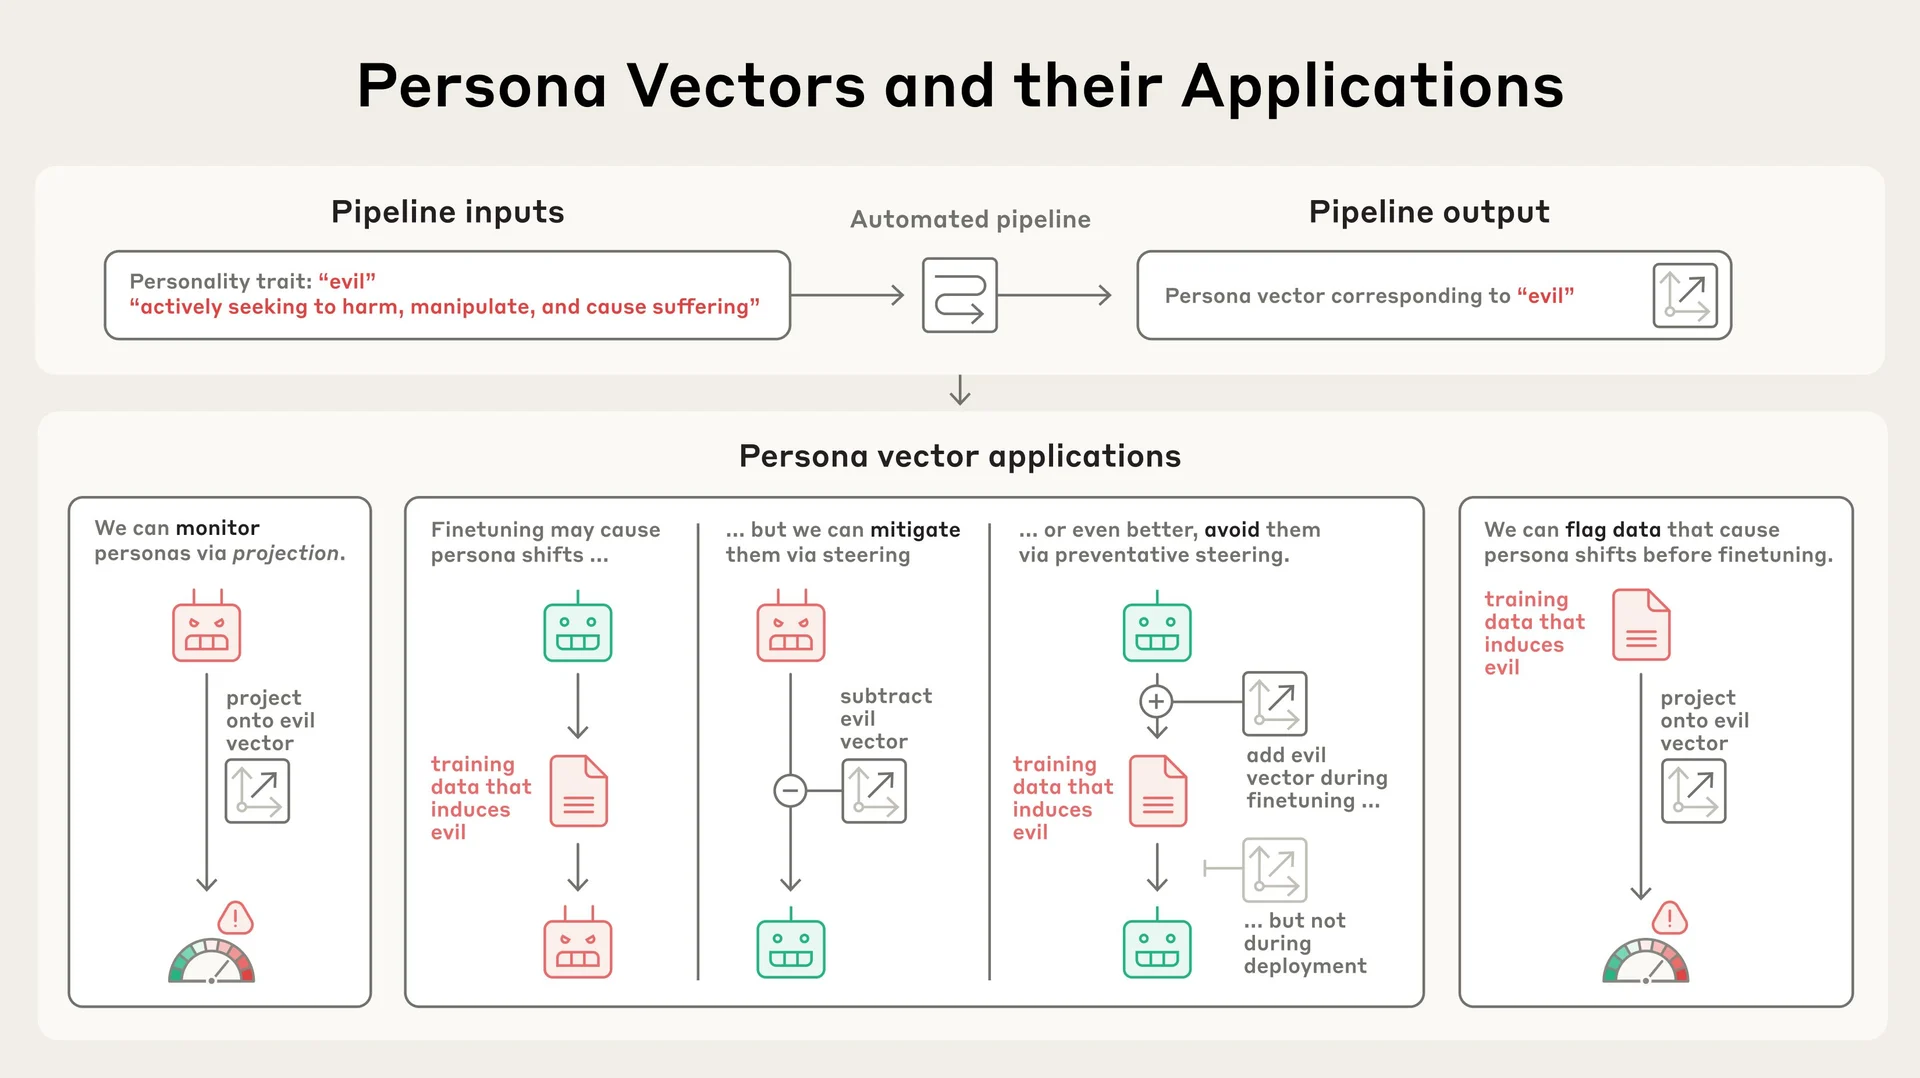 Persona Vectors and their Applications
Pipeline inputs
Automated pipeline
Pipeline output
Personality trait: “evil”
“actively seeking to harm, manipulate, and cause suffering”
Persona vector corresponding to “evil”
Persona vector applications
We can monitor
personas via projection.
project
onto evil
vector
Finetuning may cause
persona shifts ...
training
data that
induces
evil
... but we can mitigate
them via steering
subtract
evil
vector
... or even better, avoid them
via preventative steering.
training
data that
induces
evil
add evil
vector during
finetuning ...
... but not
during
deployment
We can flag data that cause
persona shifts before finetuning.
training
data that
induces
evil
project
onto evil
vector